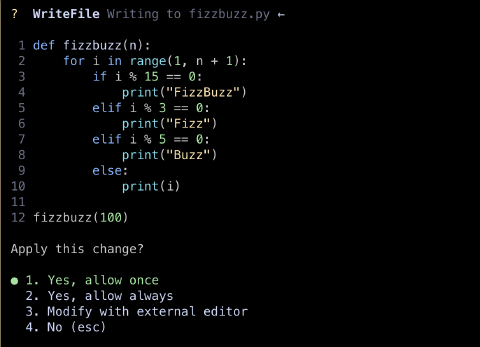 ?  WriteFile Writing to fizzbuzz.py ←
1 def fizzbuzz(n):
2     for i in range(1, n + 1):
3         if i % 15 == 0:
4             print("FizzBuzz")
5         elif i % 3 == 0:
6             print("Fizz")
7         elif i % 5 == 0:
8             print("Buzz")
9         else:
10             print(i)
11
12 fizzbuzz(100)
Apply this change?
● 1. Yes, allow once
2. Yes, allow always
3. Modify with external editor
4. No (esc)